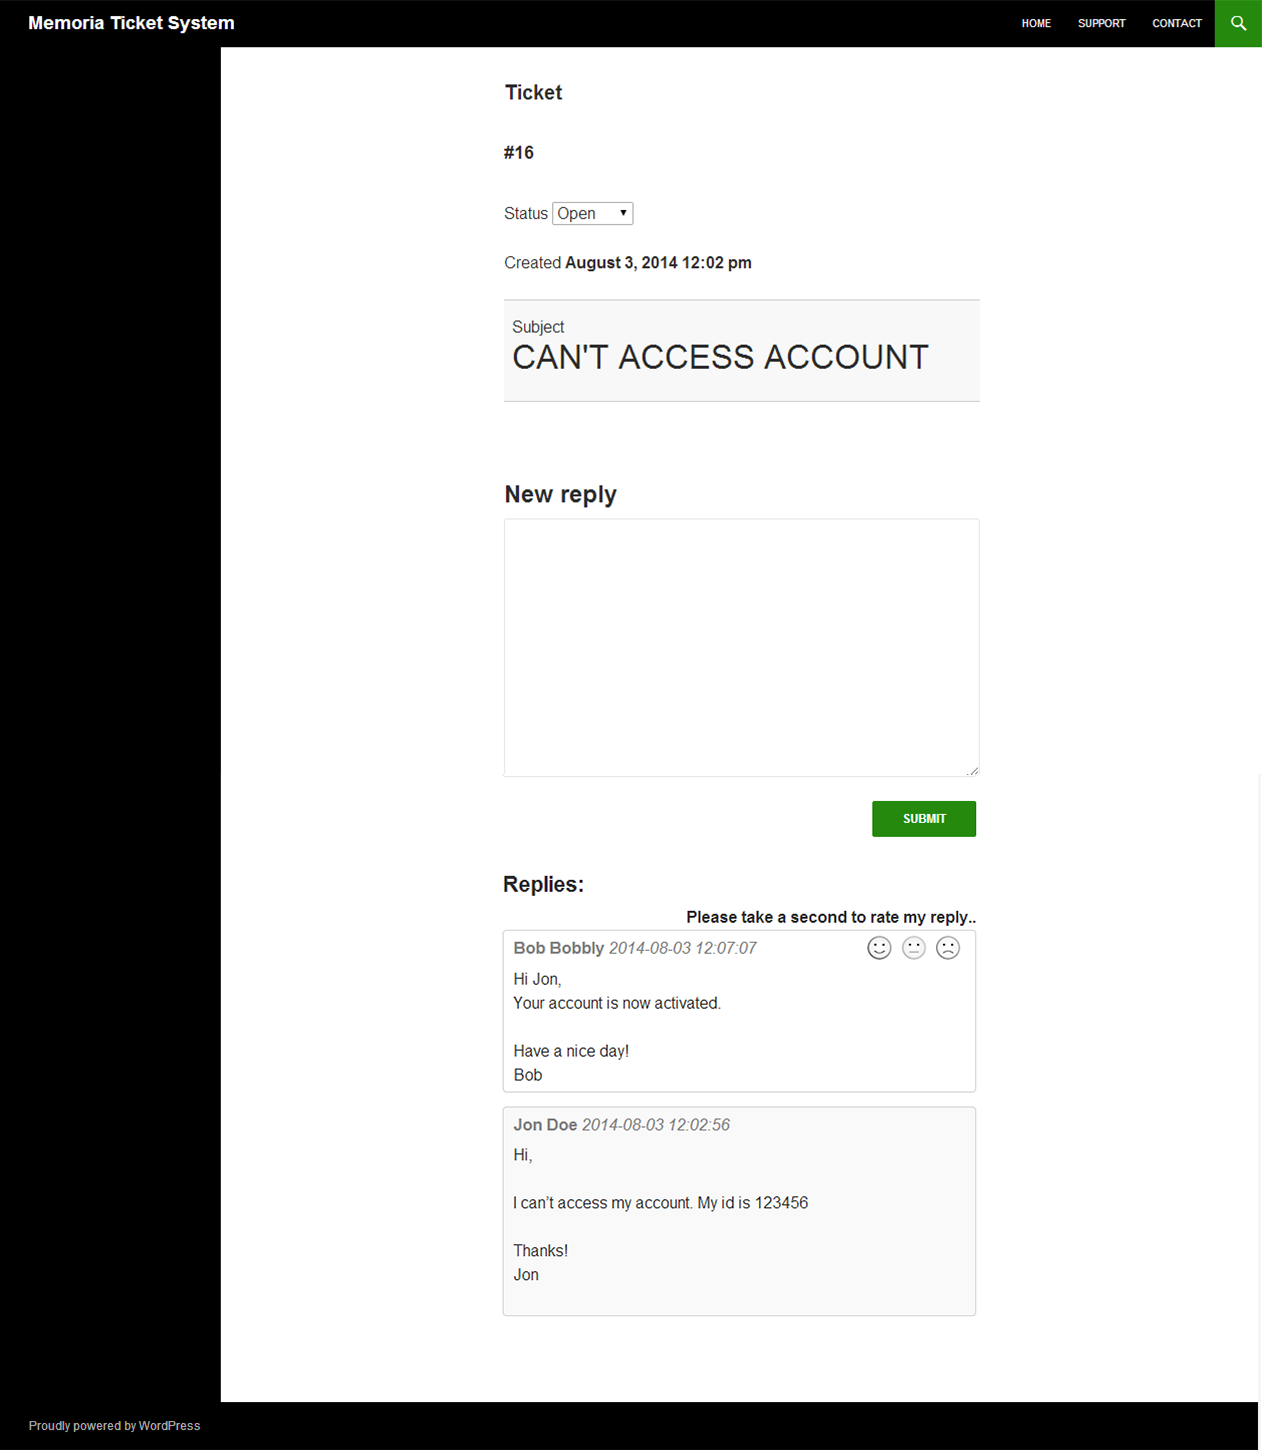 Memoria Ticket System
HOME SUPPORT CONTACT
Ticket
#16
Status Open
Created August 3, 2014 12:02 pm
Subject
CAN'T ACCESS ACCOUNT
New reply
SUBMIT
Replies:
Please take a second to rate my reply..
Bob Bobbly 2014-08-03 12:07:07
Hi Jon,
Your account is now activated.
Have a nice day!
Bob
Jon Doe 2014-08-03 12:02:56
Hi,
I can’t access my account. My id is 123456
Thanks!
Jon
Proudly powered by WordPress